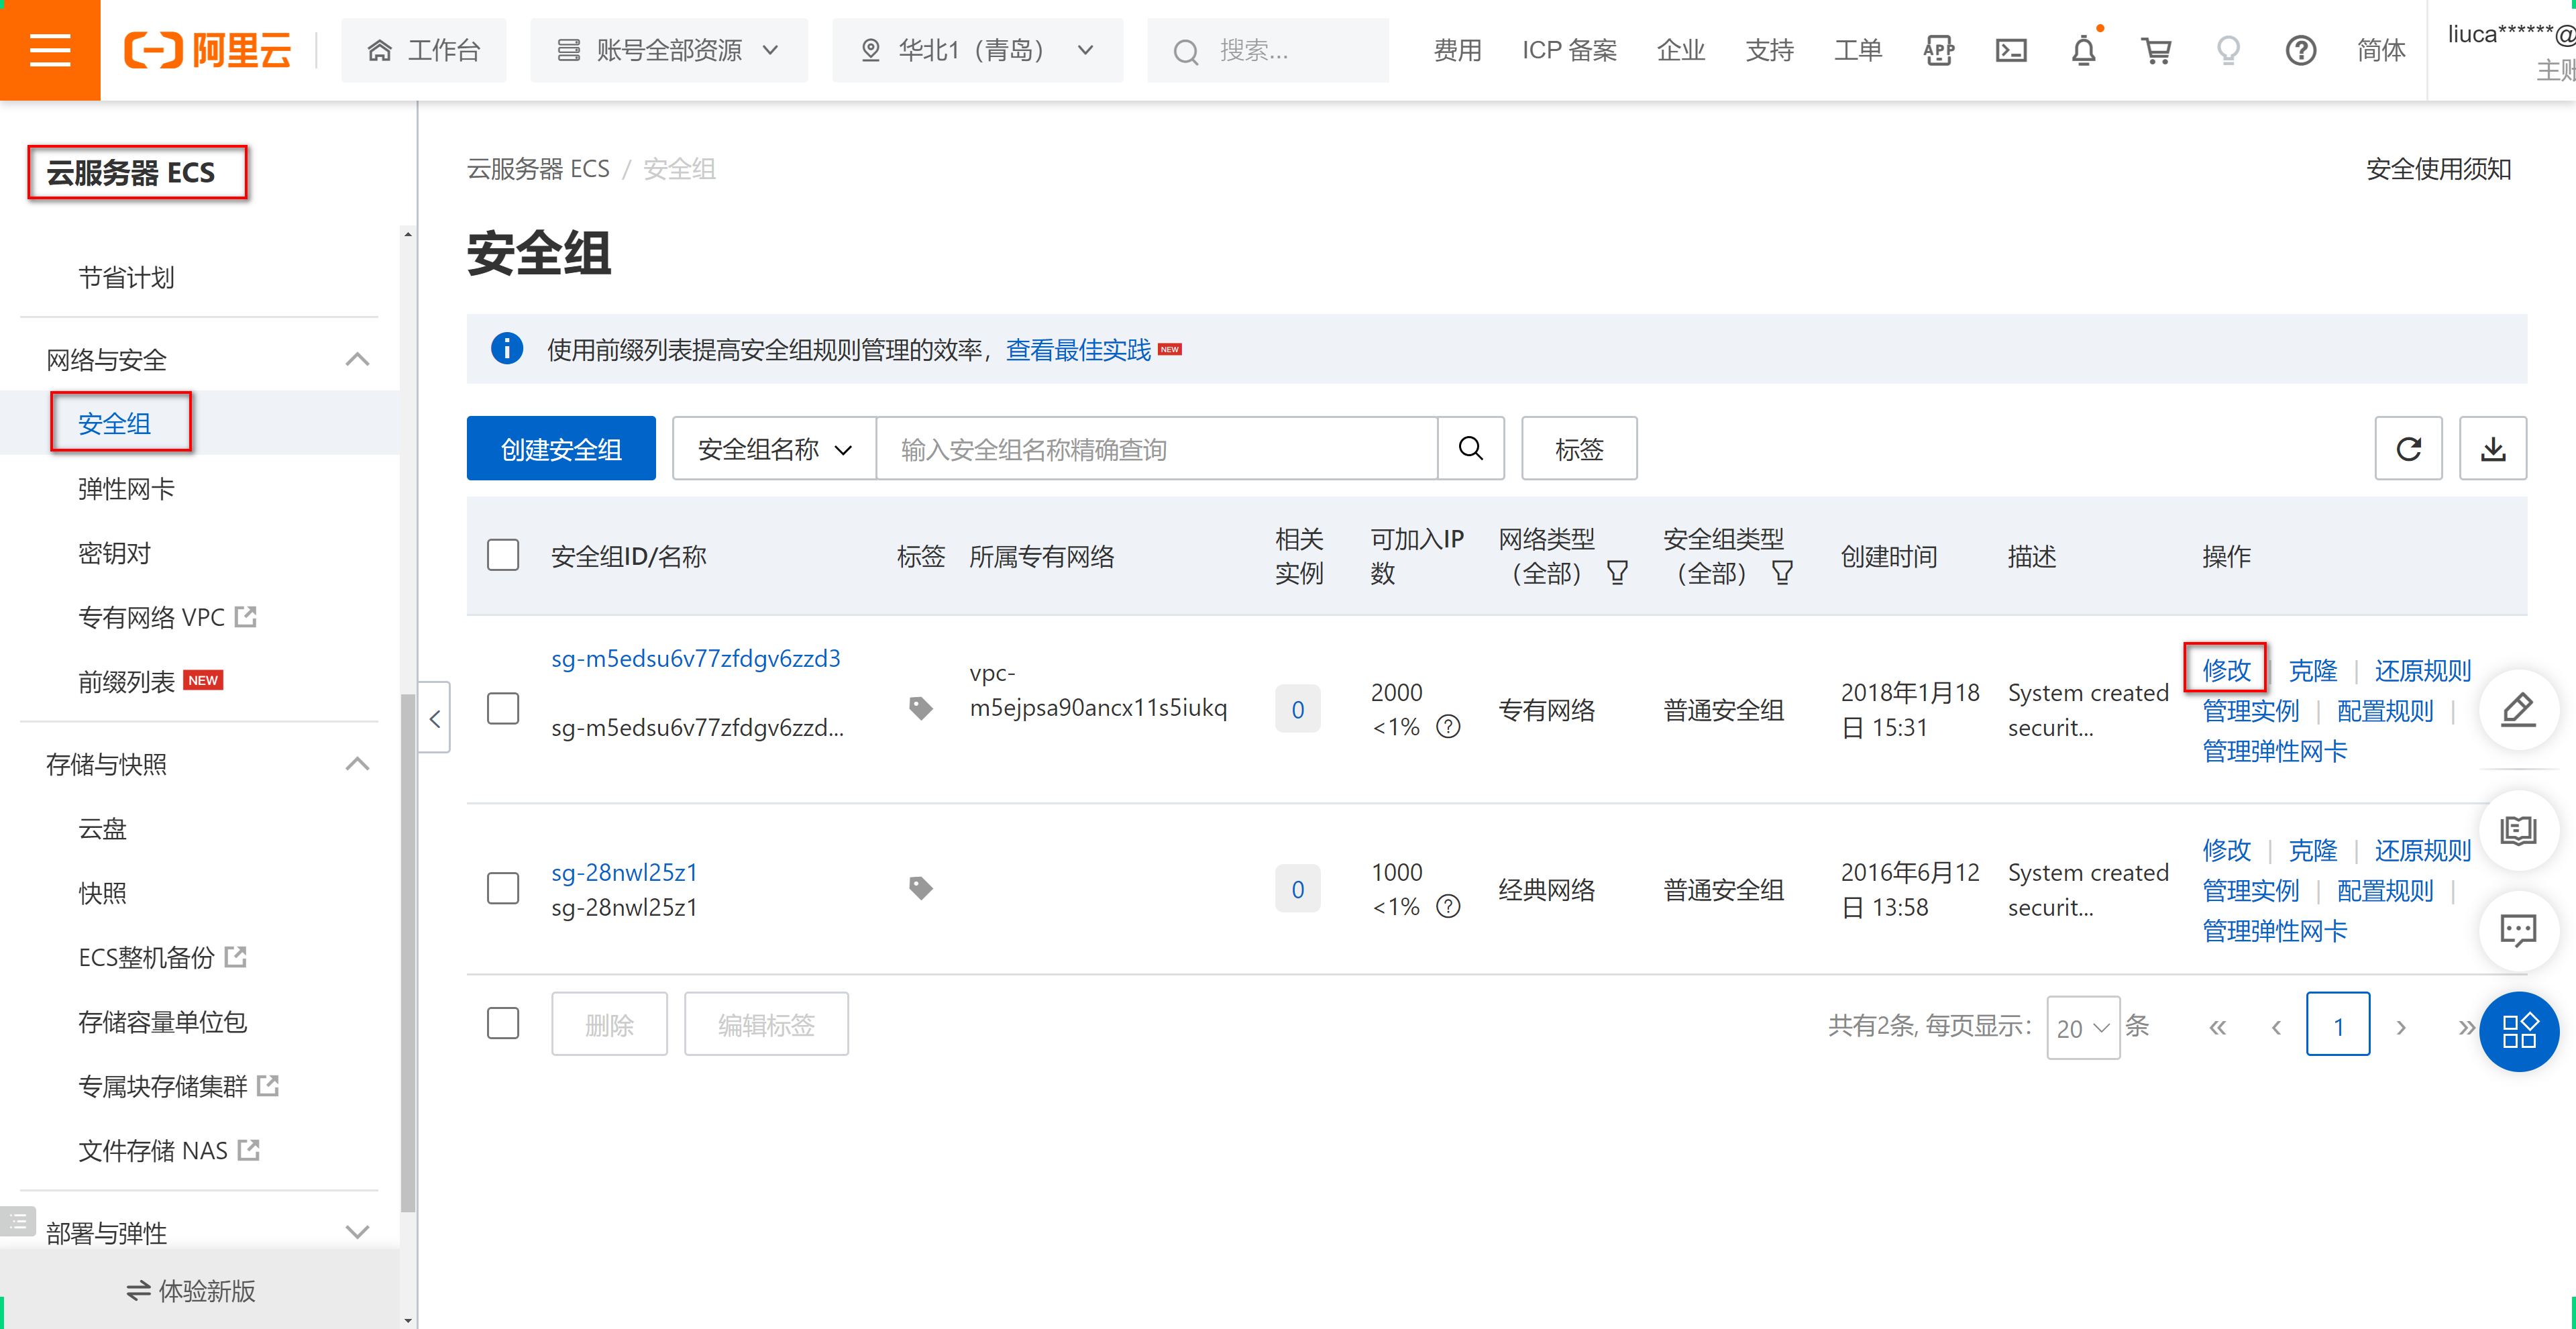 阿里云
工作台
账号全部资源
华北1（青岛）
搜索...
费用
ICP 备案
企业
支持
工单
APP
简体
liuca******@
主账
云服务器 ECS
节省计划
网络与安全
安全组
弹性网卡
密钥对
专有网络 VPC
前缀列表 NEW
存储与快照
云盘
快照
ECS整机备份
存储容量单位包
专属块存储集群
文件存储 NAS
部署与弹性
体验新版
云服务器 ECS / 安全组
安全使用须知
安全组
使用前缀列表提高安全组规则管理的效率，查看最佳实践 NEW
创建安全组
安全组名称
输入安全组名称精确查询
标签
安全组ID/名称
标签
所属专有网络
相关
实例
可加入IP
数
网络类型
（全部）
安全组类型
（全部）
创建时间
描述
操作
sg-m5edsu6v77zfdgv6zzd3
sg-m5edsu6v77zfdgv6zzd...
vpc-
m5ejpsa90ancx11s5iukq
0
2000
<1%
专有网络
普通安全组
2018年1月18
日 15:31
System created
securit...
修改 | 克隆 | 还原规则
管理实例 | 配置规则 |
管理弹性网卡
sg-28nwl25z1
sg-28nwl25z1
0
1000
<1%
经典网络
普通安全组
2016年6月12
日 13:58
System created
securit...
修改 | 克隆 | 还原规则
管理实例 | 配置规则 |
管理弹性网卡
删除
编辑标签
共有2条, 每页显示:
20
条
« ‹ 1 › »